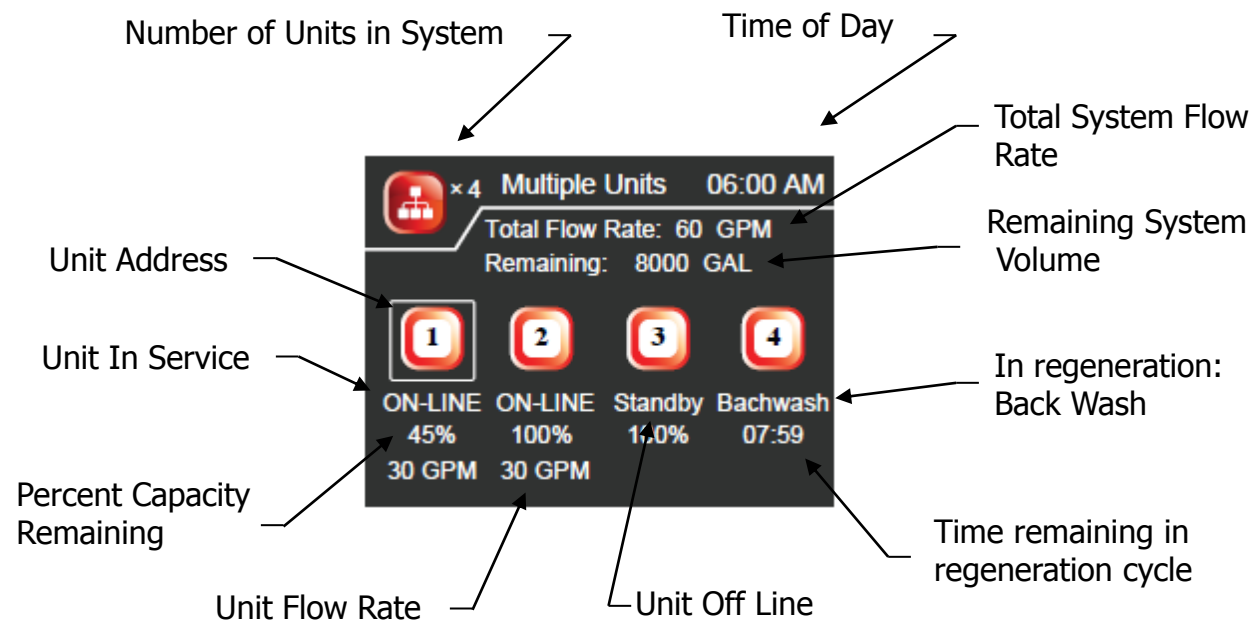 Number of Units in System
Time of Day
Total System Flow
Rate
× 4 Multiple Units 06:00 AM
Total Flow Rate: 60 GPM
Remaining: 8000 GAL
Remaining System
Volume
Unit Address
1 2 3 4
Unit In Service
In regeneration:
Back Wash
ON-LINE ON-LINE Standby Bachwash
45% 100% 100% 07:59
30 GPM 30 GPM
Percent Capacity
Remaining
Time remaining in
regeneration cycle
Unit Flow Rate
Unit Off Line